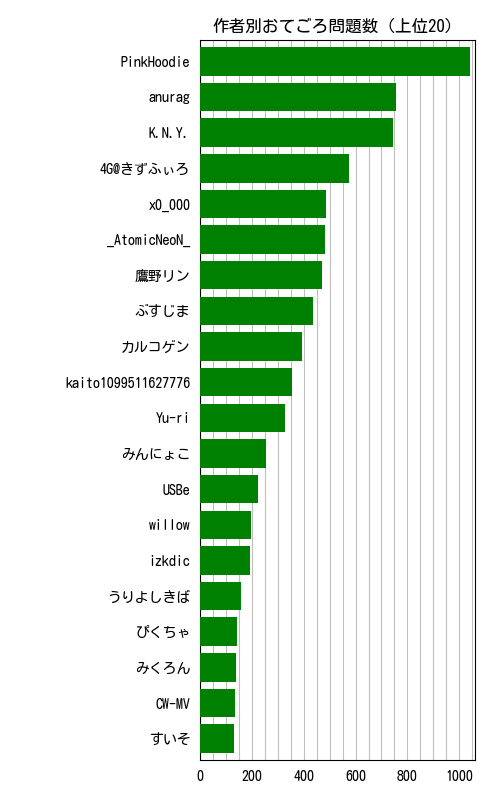 作者別おてごろ問題数 (上位20)
PinkHoodie
anurag
K.N.Y.
4G@きずふぃろ
x0_000
_AtomicNeoN_
鷹野リン
ぶすじま
カルコゲン
kaito1099511627776
Yu-ri
みんにょこ
USBe
willow
izkdic
うりよしきば
ぴくちゃ
みくろん
CW-MV
すいそ
0 200 400 600 800 1000